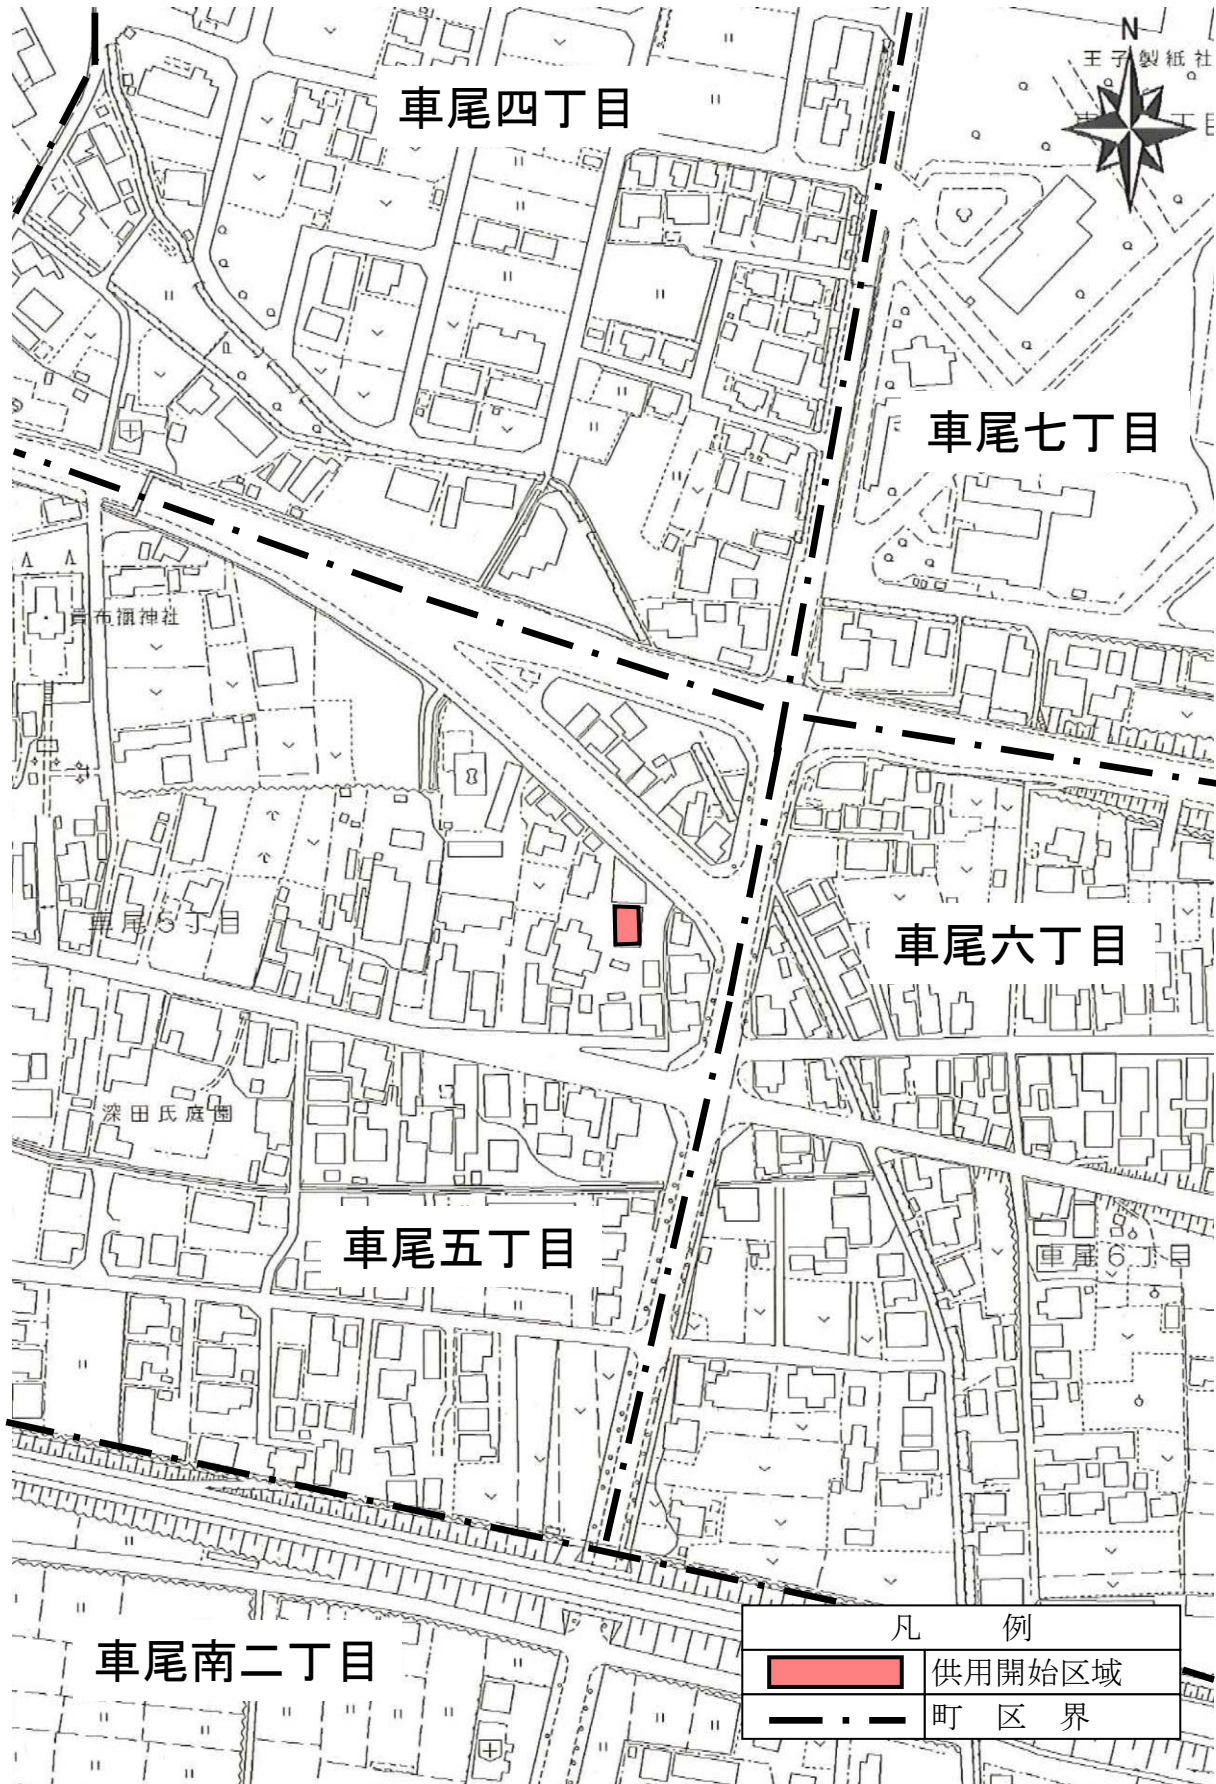 N
王子製紙社
車尾四丁目
車尾七丁目
貴布禰神社
車尾5丁目
車尾六丁目
深田氏庭園
車尾五丁目
車尾6丁目
車尾南二丁目
凡 例
供用開始区域
町 区 界